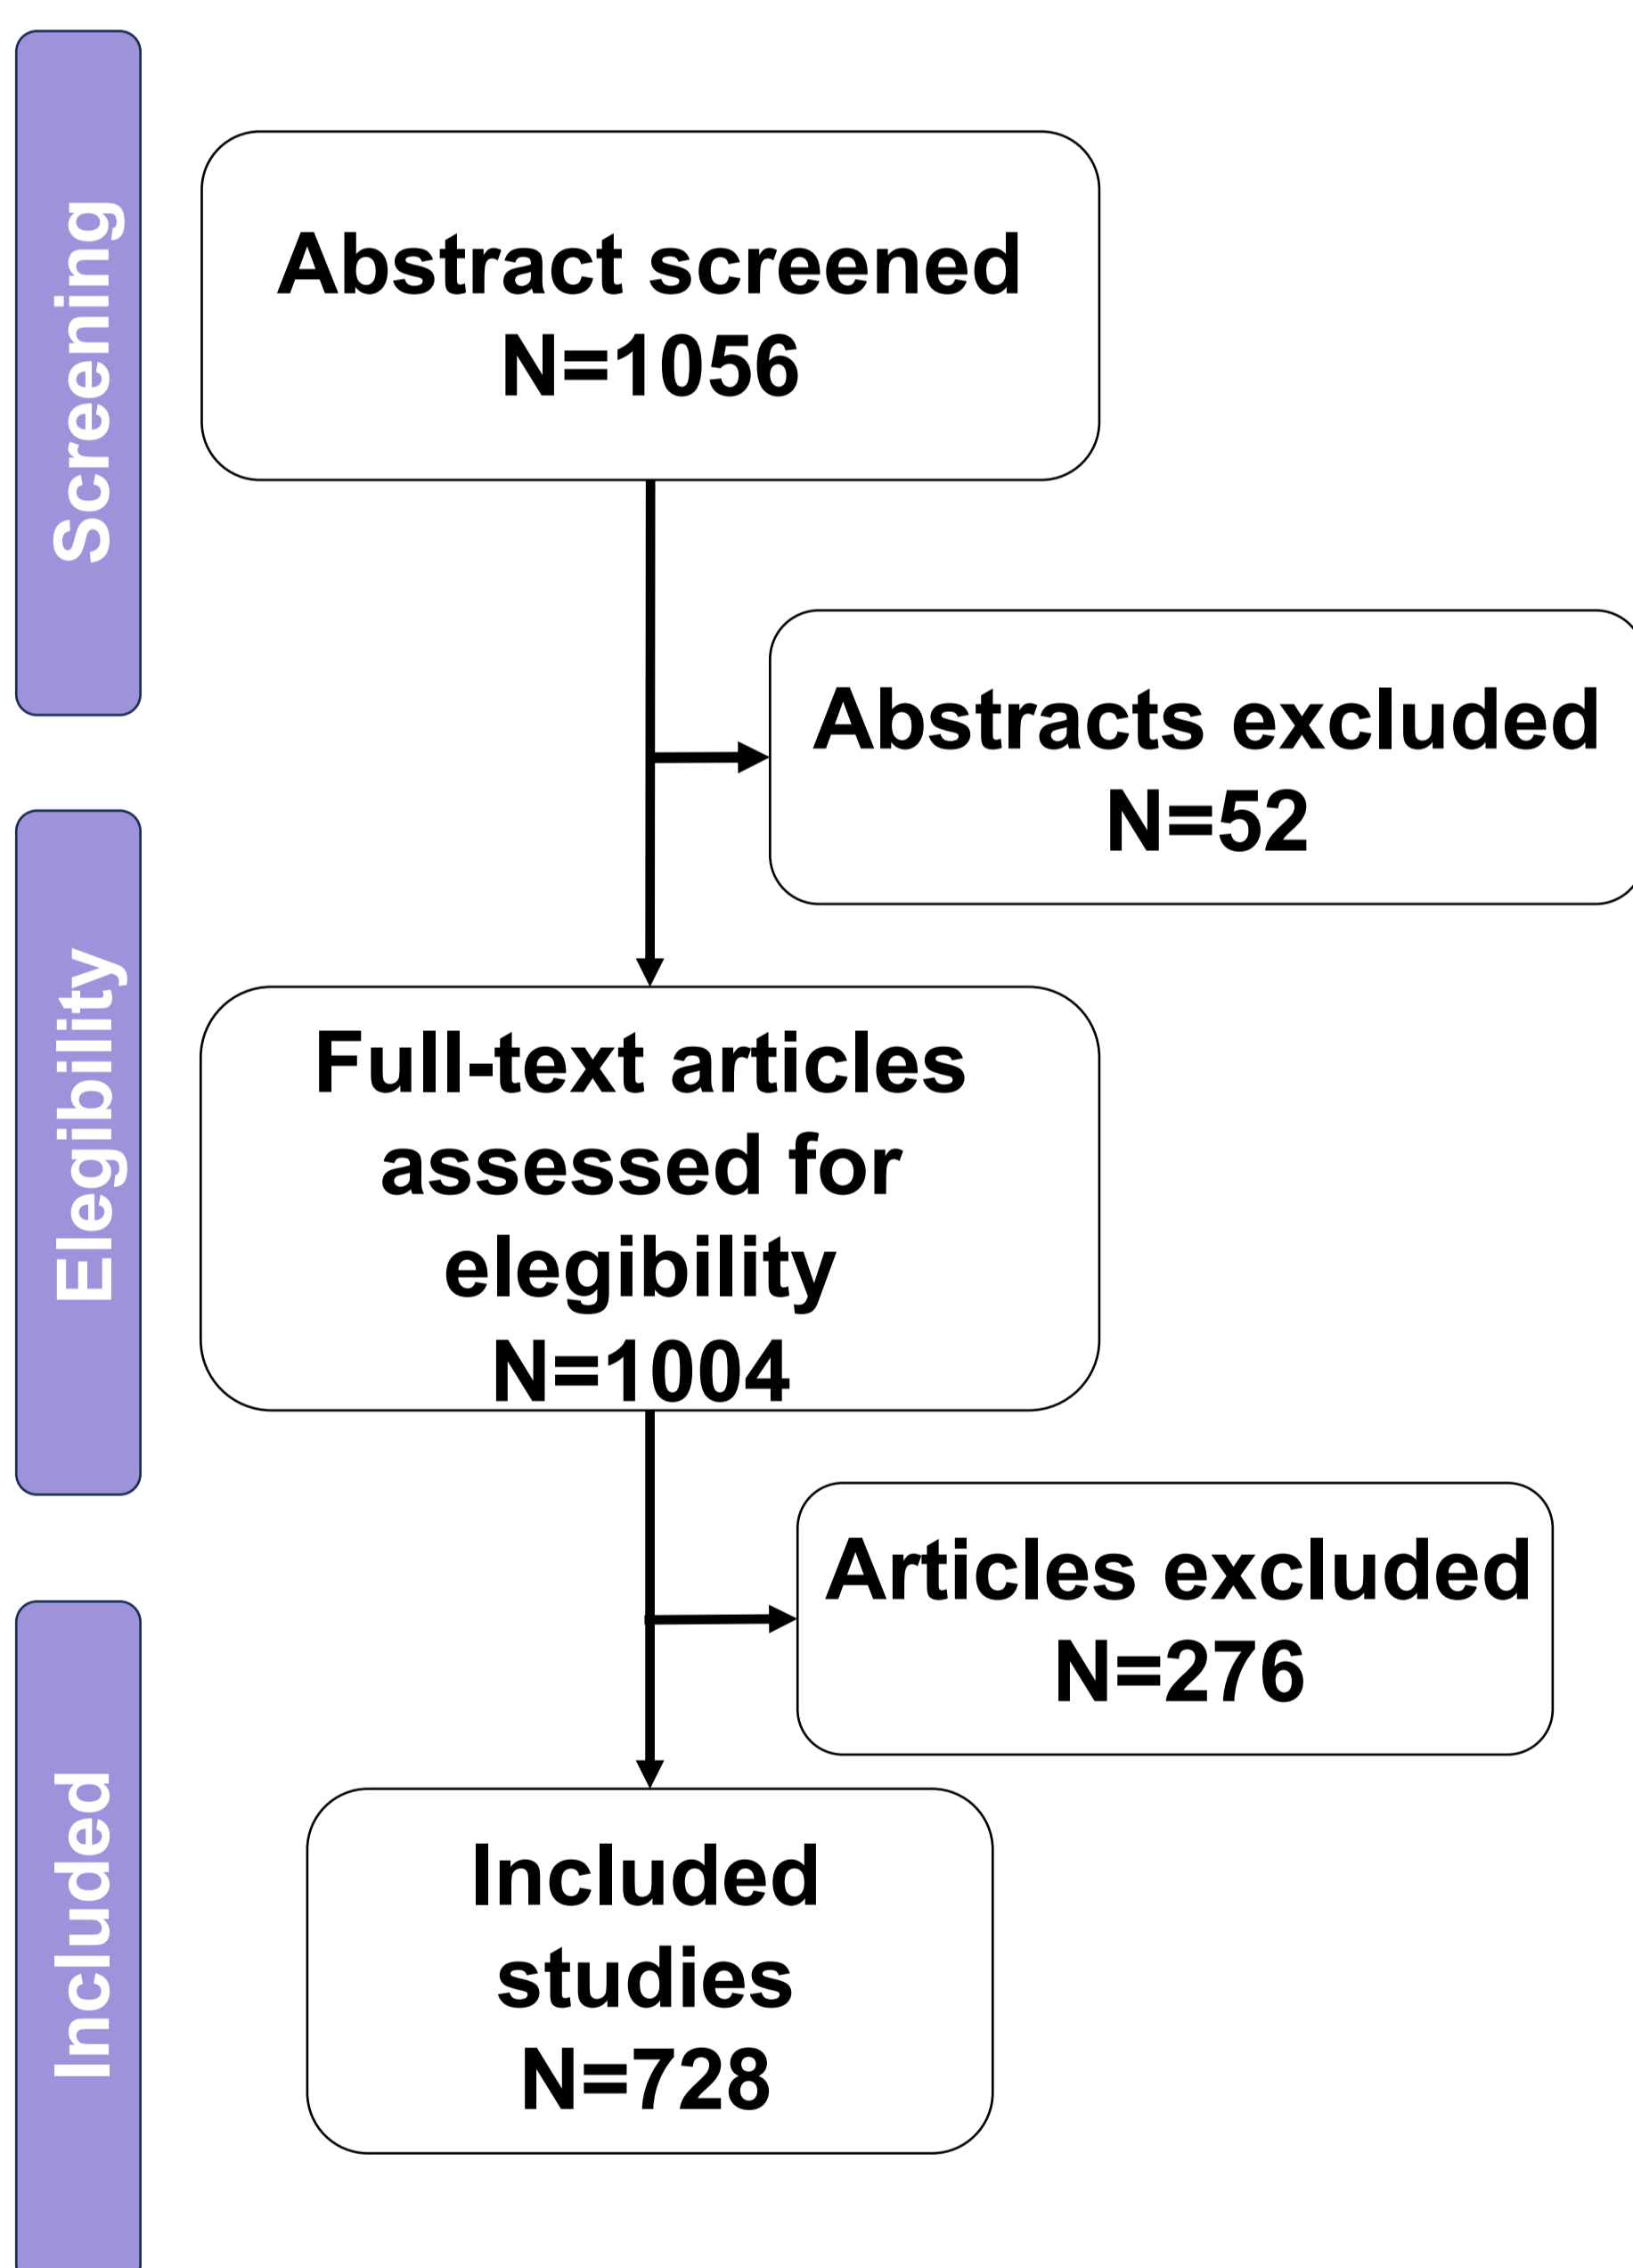 Screening
Abstract screened
N=1056
Abstracts excluded
N=52
Elegibility
Full-text articles
assessed for
elegibility
N=1004
Articles excluded
N=276
Included
Included
studies
N=728